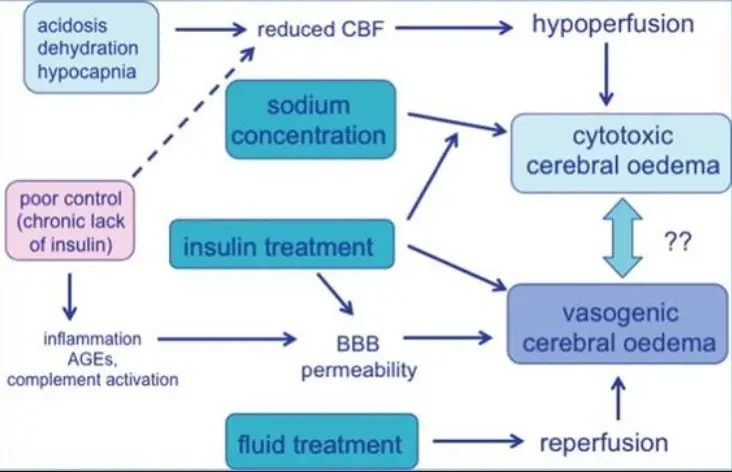 acidosis
dehydration
hypocapnia
reduced CBF
hypoperfusion
sodium
concentration
cytotoxic
cerebral oedema
poor control
(chronic lack
of insulin)
insulin treatment
??
vasogenic
cerebral oedema
inflammation
AGEs,
complement activation
BBB
permeability
fluid treatment
reperfusion